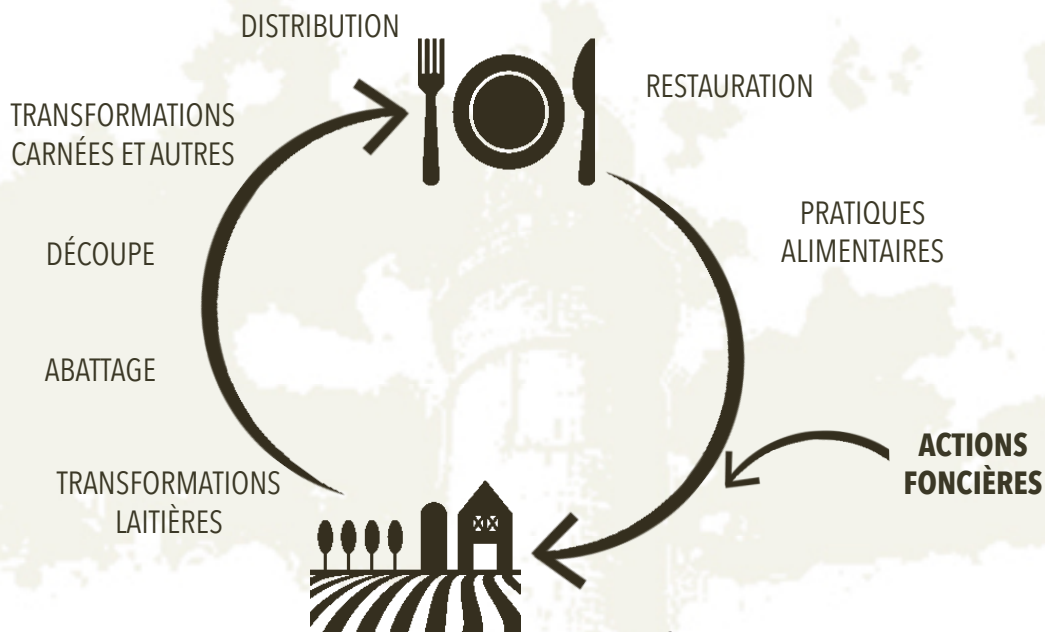 DISTRIBUTION
RESTAURATION
TRANSFORMATIONS
CARNÉES ET AUTRES
PRATIQUES
ALIMENTAIRES
DÉCOUPE
ABATTAGE
ACTIONS
FONCIÈRES
TRANSFORMATIONS
LAITIÈRES